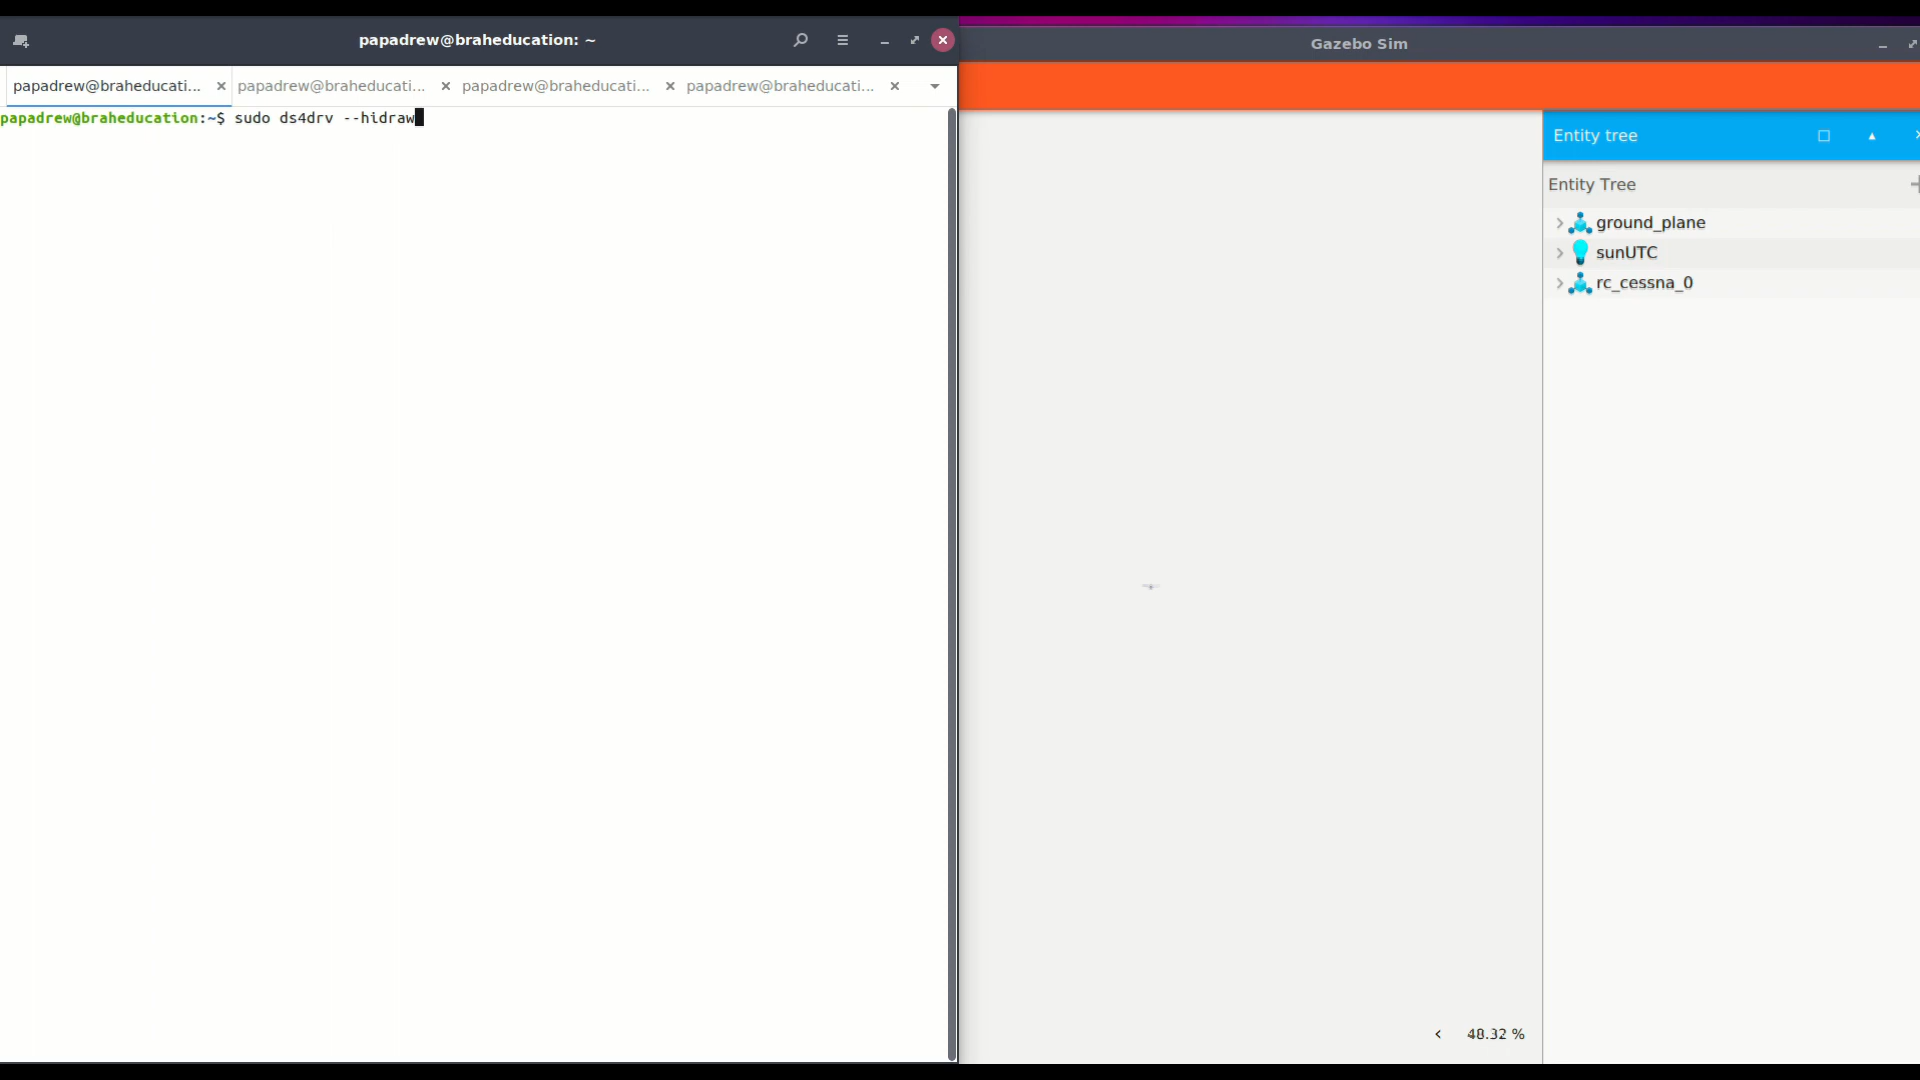 papadrew@braheducation: ~
papadrew@braheducati...
papadrew@braheducati...
papadrew@braheducati...
papadrew@braheducati...
papadrew@braheducation:~$ sudo ds4drv --hidraw
Gazebo Sim
Entity tree
Entity Tree
ground_plane
sunUTC
rc_cessna_0
48.32 %